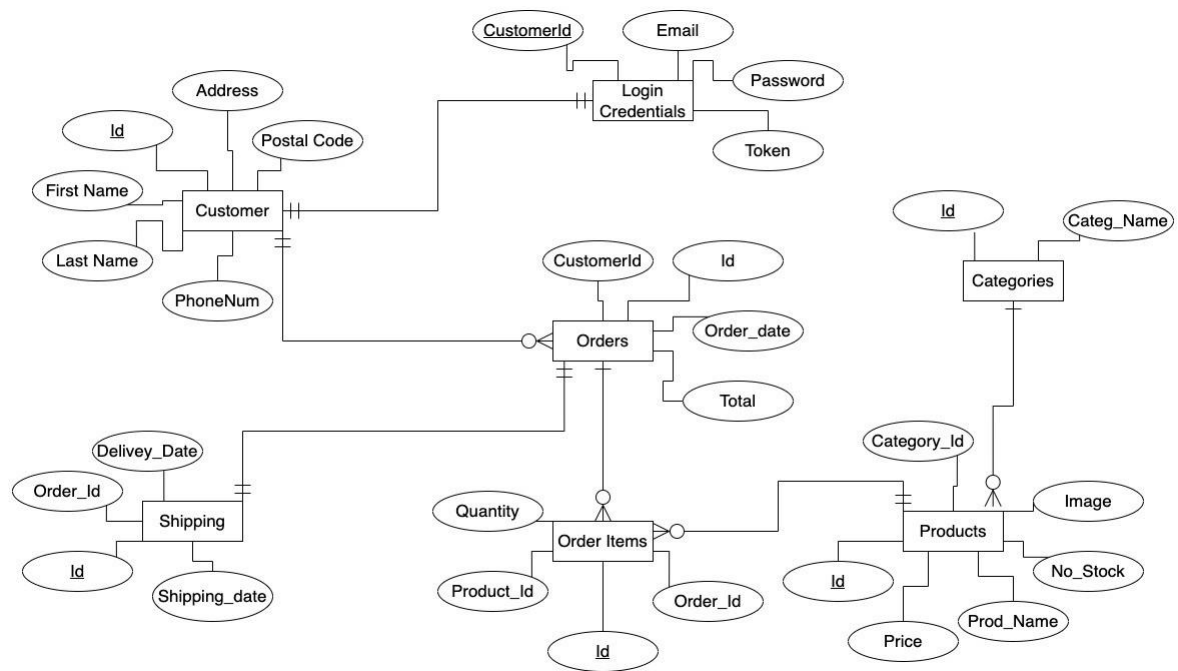 CustomerId
Email
Password
Login
Credentials
Token
Address
Id
Postal Code
First Name
Customer
Last Name
PhoneNum
Id
Categ_Name
Categories
CustomerId
Id
Order_date
Orders
Total
Delivey_Date
Order_Id
Shipping
Id
Shipping_date
Quantity
Order Items
Product_Id
Order_Id
Id
Category_Id
Image
Products
Id
No_Stock
Prod_Name
Price